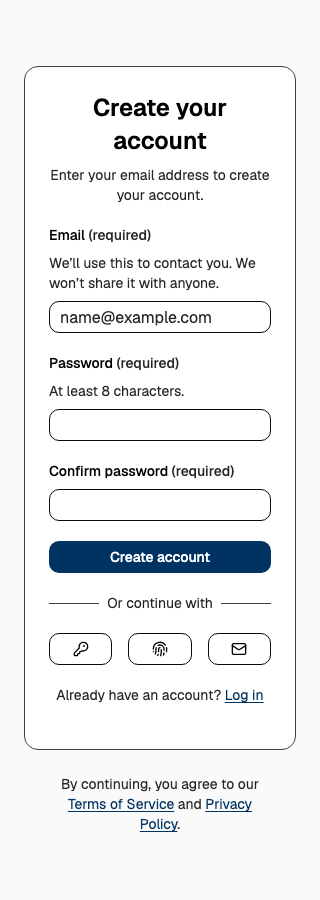 Create your
account
Enter your email address to create
your account.
Email (required)
We’ll use this to contact you. We
won’t share it with anyone.
name@example.com
Password (required)
At least 8 characters.
Confirm password (required)
Create account
Or continue with
Already have an account? Log in
By continuing, you agree to our
Terms of Service and Privacy
Policy.